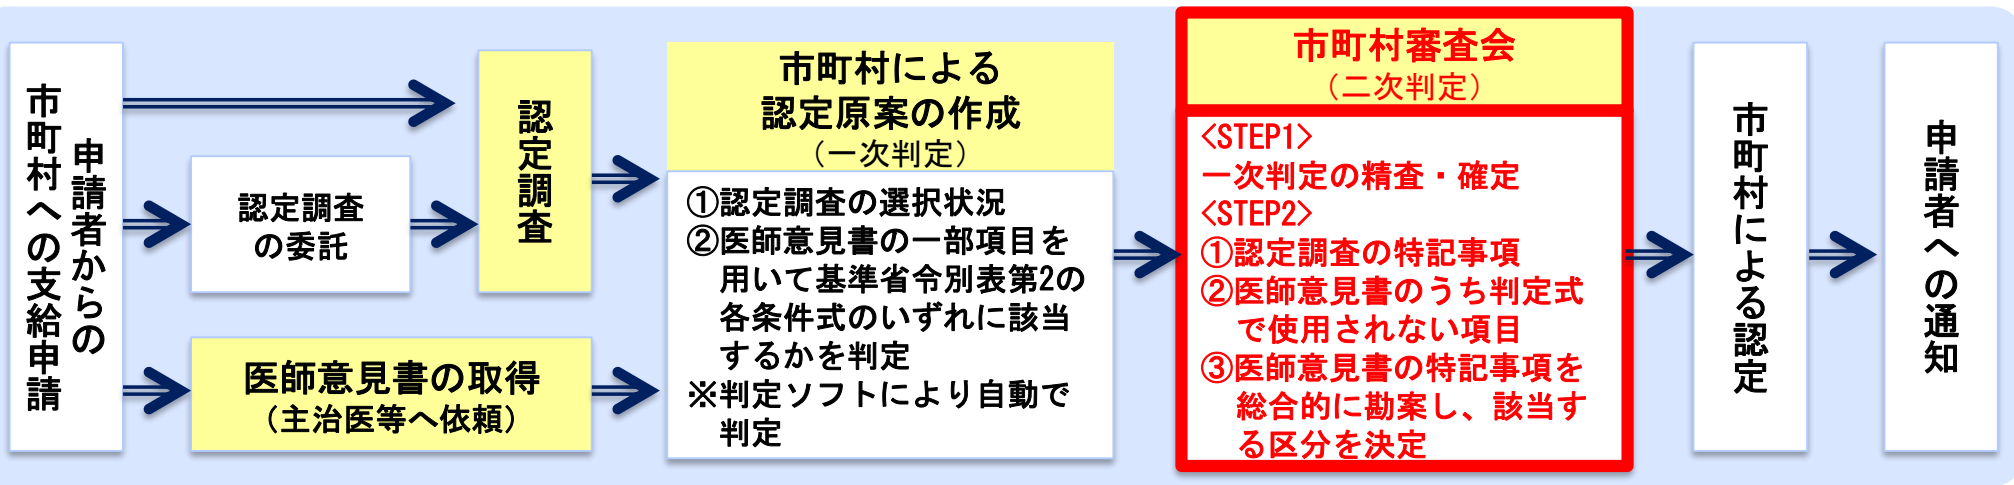 申請者からの
市町村への支給申請
認定調査
の委託
認定調査
医師意見書の取得
（主治医等へ依頼）
市町村による
認定原案の作成
（一次判定）
①認定調査の選択状況
②医師意見書の一部項目を
用いて基準省令別表第2の
各条件式のいずれに該当
するかを判定
※判定ソフトにより自動で
判定
市町村審査会
（二次判定）
<STEP1>
一次判定の精査・確定
<STEP2>
①認定調査の特記事項
②医師意見書のうち判定式
で使用されない項目
③医師意見書の特記事項を
総合的に勘案し、該当す
る区分を決定
市町村による認定
申請者への通知